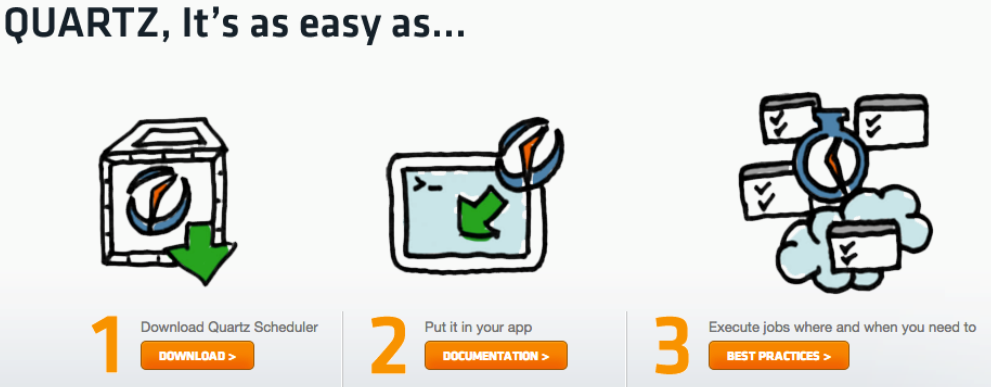 QUARTZ, It's as easy as...
>_
1 Download Quartz Scheduler
DOWNLOAD >
2 Put it in your app
DOCUMENTATION >
3 Execute jobs where and when you need to
BEST PRACTICES >